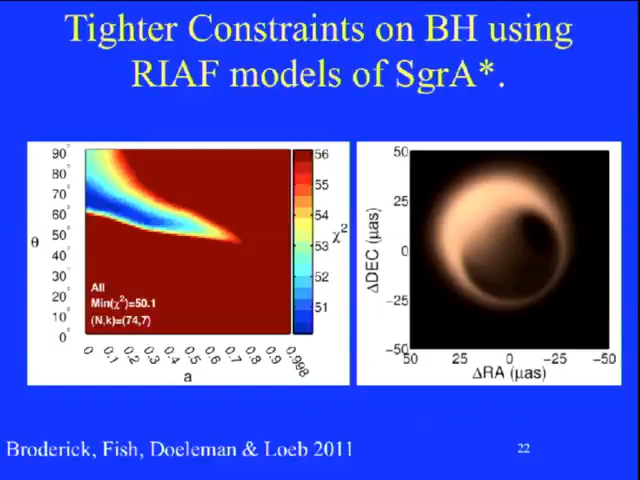 Tighter Constraints on BH using
RIAF models of SgrA*.
90°
80°
70°
60°
50°
40°
30°
20°
10°
0°
θ
All
Min(χ²)=50.1
(N,k)=(74,7)
0 0.1 0.2 0.3 0.4 0.5 0.6 0.7 0.8 0.9 0.998
a
56
55
54
53
52
51
χ²
50
25
0
−25
−50
ΔDEC (μas)
50 25 0 −25 −50
ΔRA (μas)
Broderick, Fish, Doeleman & Loeb 2011
22